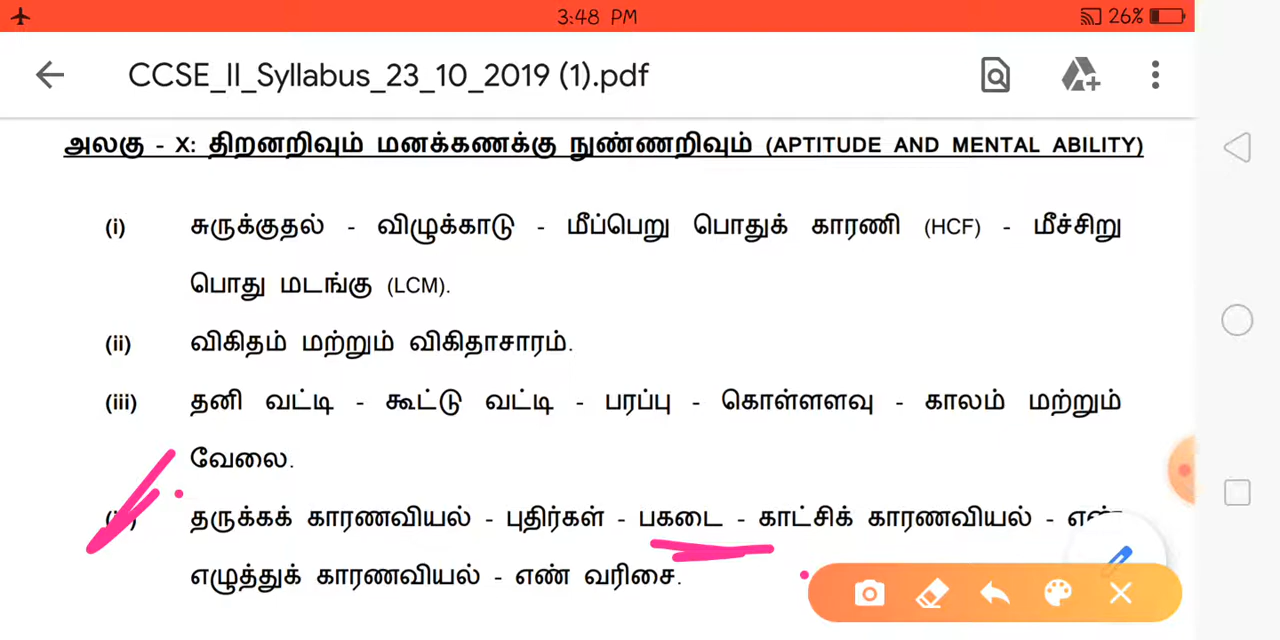 3:48 PM
26%
CCSE_II_Syllabus_23_10_2019 (1).pdf
அலகு - X: திறனறிவும் மனக்கணக்கு நுண்ணறிவும் (APTITUDE AND MENTAL ABILITY)
(i) சுருக்குதல் - விழுக்காடு - மீப்பெறு பொதுக் காரணி (HCF) - மீச்சிறு
பொது மடங்கு (LCM).
(ii) விகிதம் மற்றும் விகிதாசாரம்.
(iii) தனி வட்டி - கூட்டு வட்டி - பரப்பு - கொள்ளளவு - காலம் மற்றும்
வேலை.
தருக்கக் காரணவியல் - புதிர்கள் - பகடை - காட்சிக் காரணவியல் - எண்
எழுத்துக் காரணவியல் - எண் வரிசை.